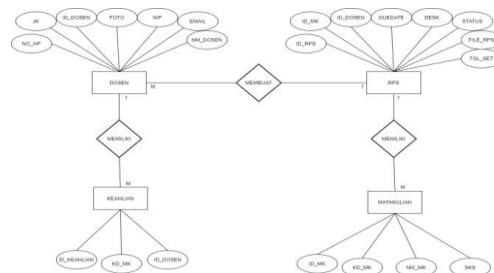 JK
ID_DOSEN
FOTO
NIP
EMAIL
NO_HP
NM_DOSEN
ID_MK
ID_DOSEN
DUEDATE
DESK
STATUS
ID_RPS
FILE_RPS
TGL_SET
DOSEN
M
MEMBUAT
1
RPS
1
1
MEMILIKI
MEMILIKI
M
M
KEAHLIAN
MATAKULIAH
ID_KEAHLIAN
KD_MK
ID_DOSEN
ID_MK
KD_MK
NM_MK
SKS